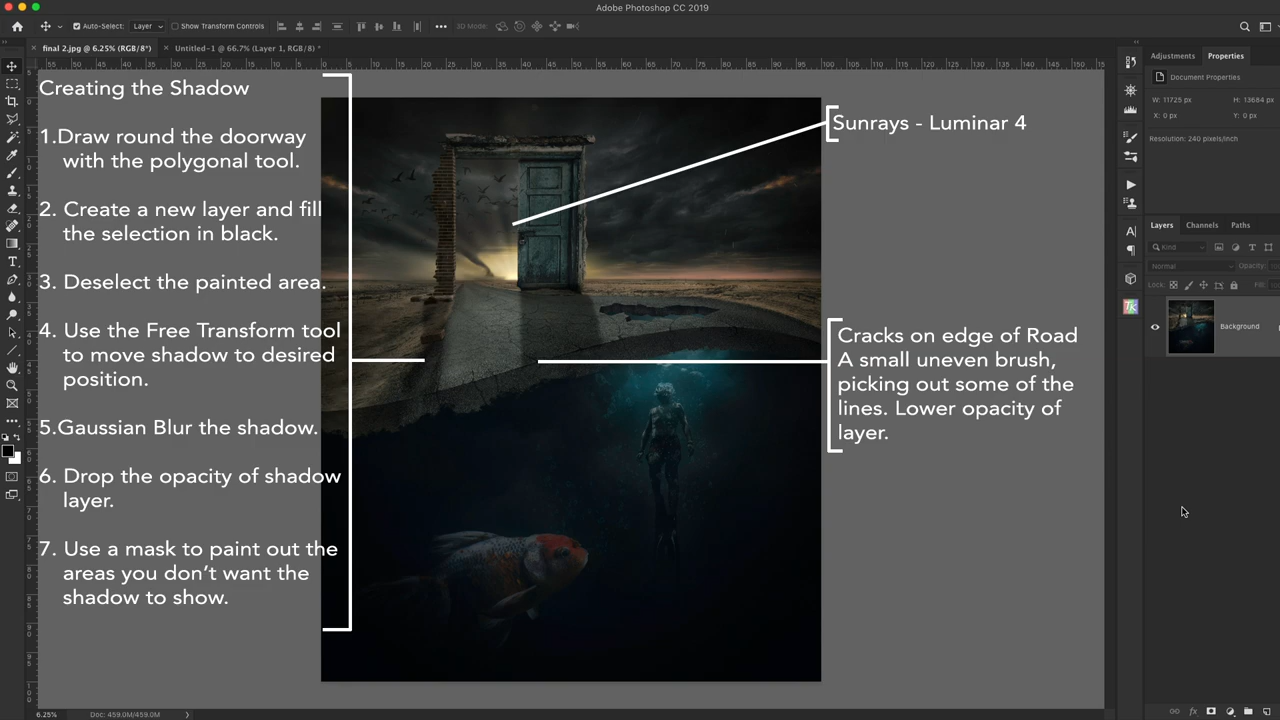 Adobe Photoshop CC 2019
Auto-Select:
Layer
Show Transform Controls
3D Mode:
final 2.jpg @ 6.25% (RGB/8*)
Untitled-1 @ 66.7% (Layer 1, RGB/8) *
Creating the Shadow
1.Draw round the doorway
with the polygonal tool.
2. Create a new layer and fill
the selection in black.
3. Deselect the painted area.
4. Use the Free Transform tool
to move shadow to desired
position.
5.Gaussian Blur the shadow.
6. Drop the opacity of shadow
layer.
7. Use a mask to paint out the
areas you don’t want the
shadow to show.
Sunrays - Luminar 4
Cracks on edge of Road
A small uneven brush,
picking out some of the
lines. Lower opacity of
layer.
Adjustments
Properties
Document Properties
W: 11725 px
H: 13684 px
X: 0 px
Y: 0 px
Resolution: 240 pixels/inch
Layers
Channels
Paths
Kind
Normal
Opacity:
Lock:
Background
6.25%
Doc: 459.0M/459.0M